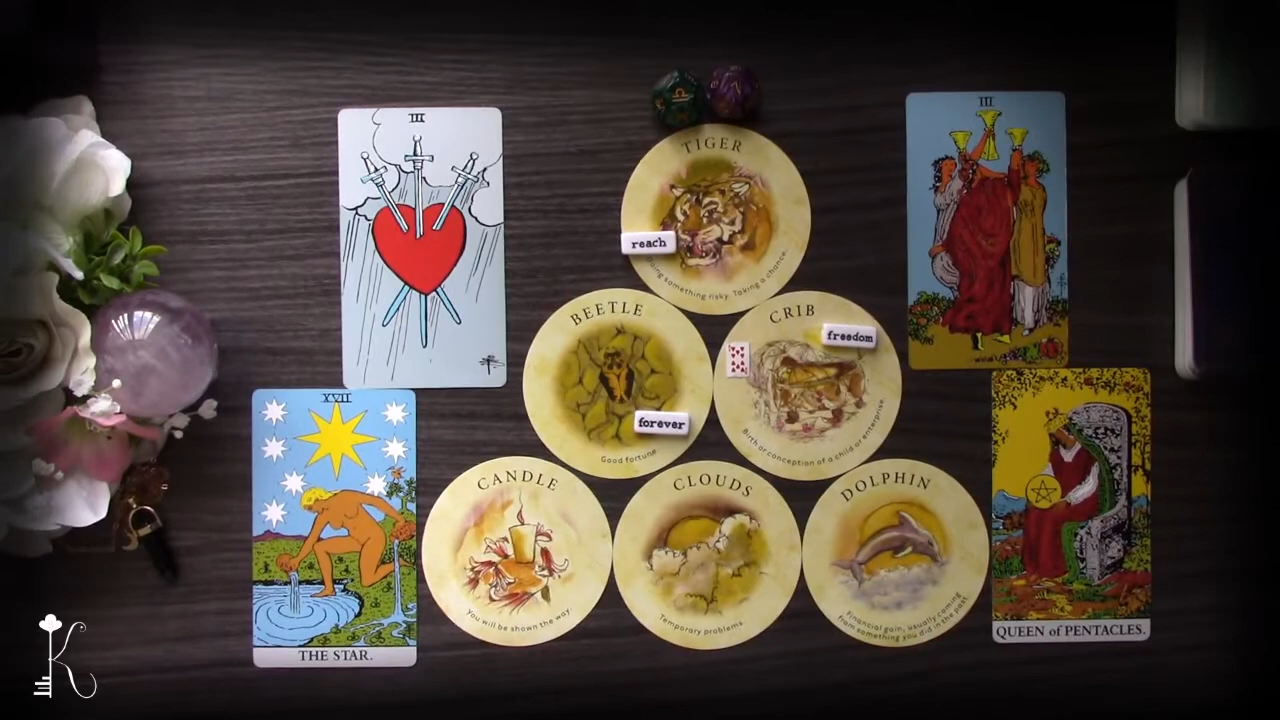 III
III
TIGER
reach
Doing something risky. Taking a chance.
BEETLE
forever
Good fortune
CRIB
freedom
Birth or conception of a child or enterprise.
XVII
THE STAR.
CANDLE
You will be shown the way.
CLOUDS
Temporary problems.
DOLPHIN
Financial gain, usually coming
from something you did in the past.
QUEEN of PENTACLES.
K